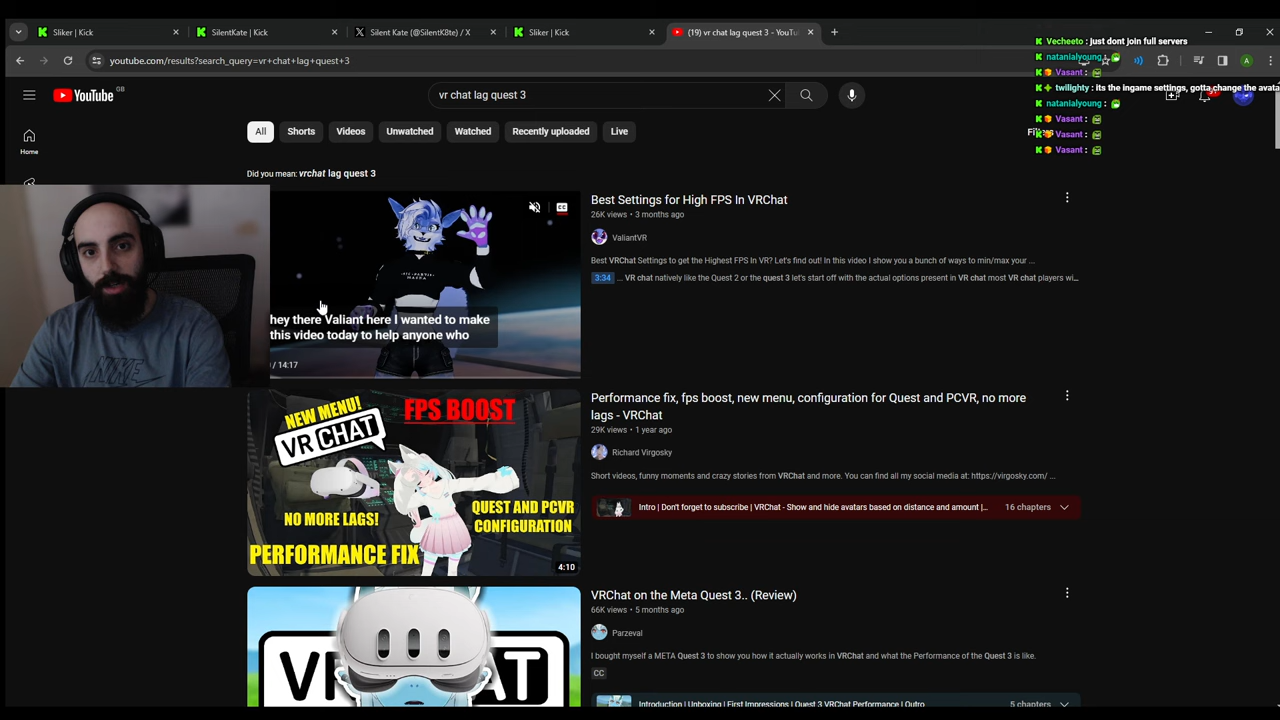 Sliker | Kick
SilentKate | Kick
Silent Kate (@SilentK8te) / X
Sliker | Kick
(19) vr chat lag quest 3 - YouTu
youtube.com/results?search_query=vr+chat+lag+quest+3
Vecheeto : just dont join full servers
natanialyoung :
Vasant :
twilighty : its the ingame settings, gotta change the avata
natanialyoung :
Vasant :
Vasant :
Vasant :
YouTube GB
vr chat lag quest 3
Home
All
Shorts
Videos
Unwatched
Watched
Recently uploaded
Live
Did you mean: vrchat lag quest 3
hey there Valiant here I wanted to make
this video today to help anyone who
/ 14:17
CC
Best Settings for High FPS In VRChat
26K views • 3 months ago
ValiantVR
Best VRChat Settings to get the Highest FPS In VR? Let's find out! In this video I show you a bunch of ways to min/max your ...
3:34 ... VR chat natively like the Quest 2 or the quest 3 let's start off with the actual options present in VR chat most VR chat players wi...
NEW MENU!
VRCHAT
FPS BOOST
NO MORE LAGS!
QUEST AND PCVR
CONFIGURATION
PERFORMANCE FIX
4:10
Performance fix, fps boost, new menu, configuration for Quest and PCVR, no more
lags - VRChat
29K views • 1 year ago
Richard Virgosky
Short videos, funny moments and crazy stories from VRChat and more. You can find all my social media at: https://virgosky.com/ ...
Intro | Don't forget to subscribe | VRChat - Show and hide avatars based on distance and amount |...
16 chapters
VRChat on the Meta Quest 3.. (Review)
66K views • 5 months ago
Parzeval
I bought myself a META Quest 3 to show you how it actually works in VRChat and what the Performance of the Quest 3 is like.
CC
Introduction | Unboxing | First Impressions | Quest 3 VRChat Performance | Outro
5 chapters